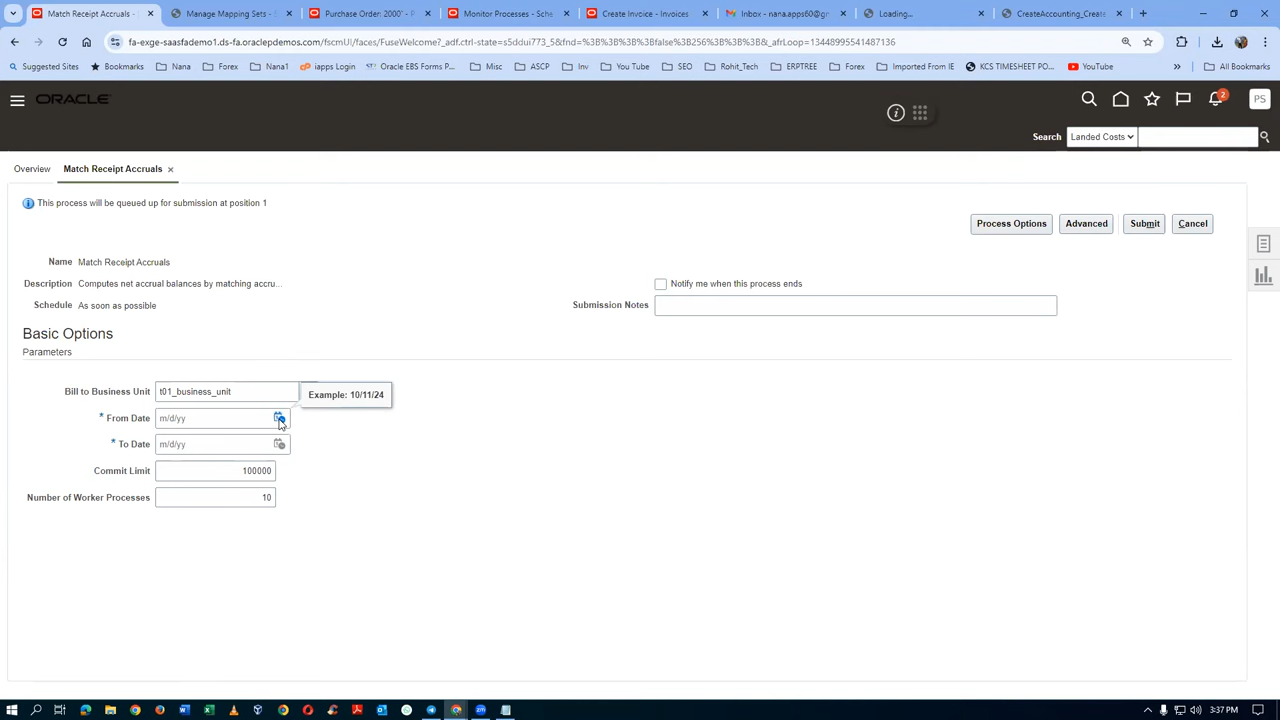 Match Receipt Accruals - O
Manage Mapping Sets - S
Purchase Order: 2000
Monitor Processes - Sche
Create Invoice - Invoices
M Gmail - nana.apps60@g
Loading...
CreateAccounting_Create
fa-exge-saasfademo1.ds-fa.oraclepdemos.com/fscmUI/faces/FuseWelcome?_adf.ctrl-state=s5ddui773_5&fnd=%3B%3B%3B%3Bfalse%3B256%3B%3B%3B&_afrLoop=13448995541487136
Suggested Sites
Bookmarks
Nana
Forex
Nana1
iapps Login
Oracle EBS Forms P...
Misc
ASCP
Inv
You Tube
SEO
Rohit_Tech
ERPTREE
Forex
Imported From IE
KCS TIMESHEET PO...
YouTube
»
All Bookmarks
ORACLE
2
PS
Search
Landed Costs
Overview
Match Receipt Accruals
This process will be queued up for submission at position 1
Process Options
Advanced
Submit
Cancel
Name Match Receipt Accruals
Description Computes net accrual balances by matching accru...
Notify me when this process ends
Schedule As soon as possible
Submission Notes
Basic Options
Parameters
Bill to Business Unit t01_business_unit
Example: 10/11/24
* From Date m/d/yy
* To Date m/d/yy
Commit Limit 100000
Number of Worker Processes 10
3:37 PM